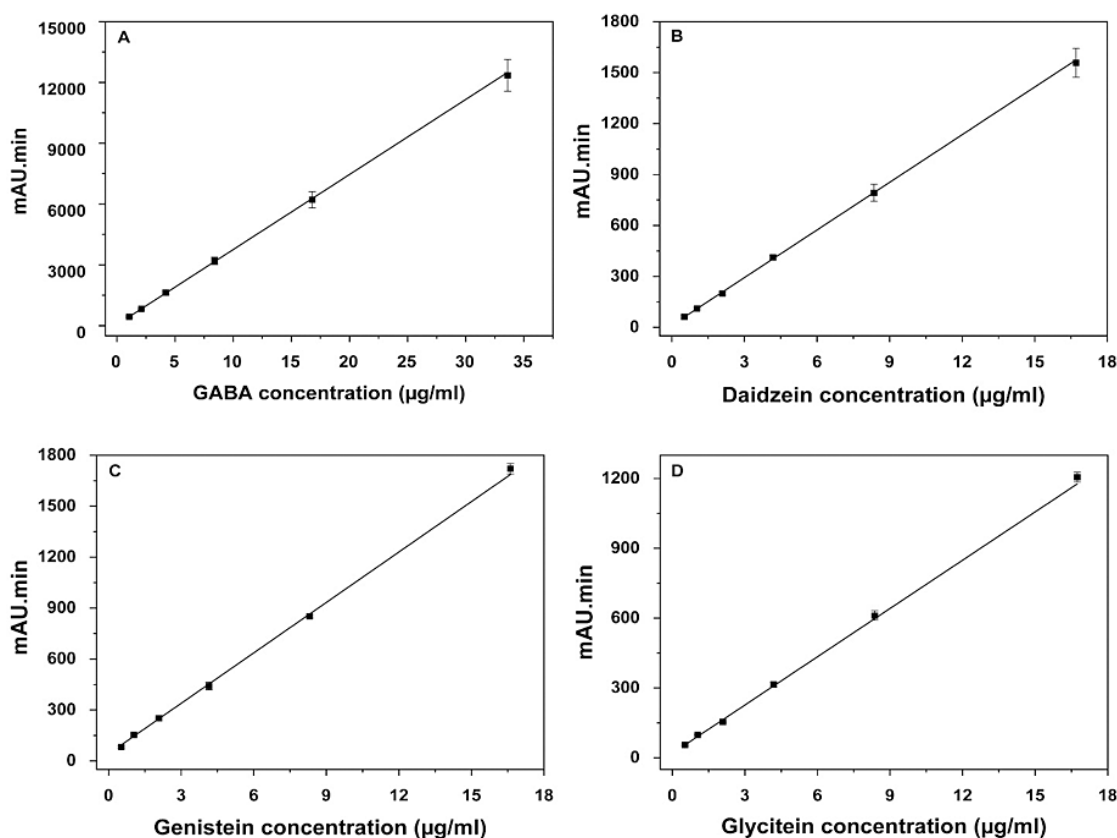 A
15000
12000
9000
6000
3000
0
mAU.min
0 5 10 15 20 25 30 35
GABA concentration (µg/ml)
B
1800
1500
1200
900
600
300
0
mAU.min
0 3 6 9 12 15 18
Daidzein concentration (µg/ml)
C
1800
1500
1200
900
600
300
0
mAU.min
0 3 6 9 12 15 18
Genistein concentration (µg/ml)
D
1200
900
600
300
0
mAU.min
0 3 6 9 12 15 18
Glycitein concentration (µg/ml)